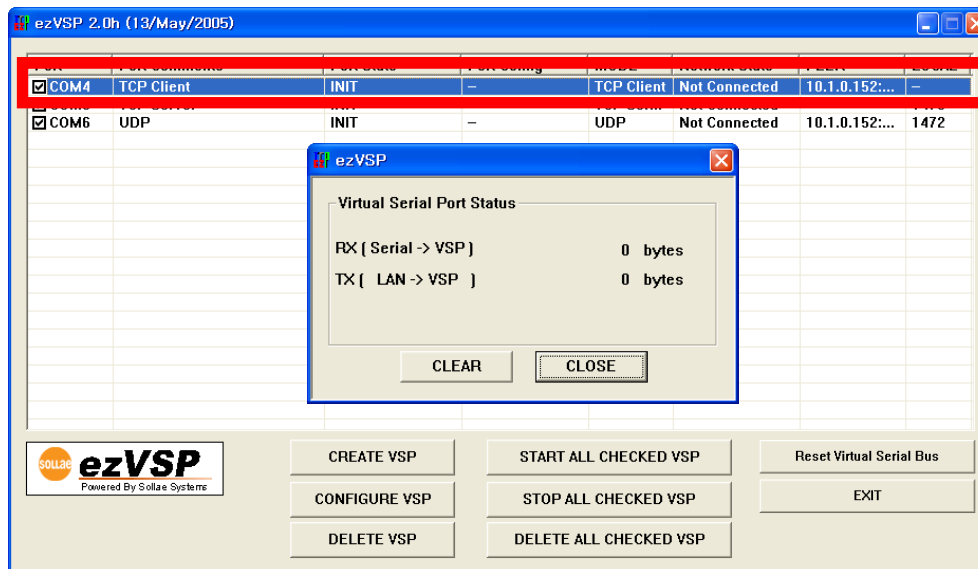 ezVSP 2.0h (13/May/2005)
COM4 TCP Client INIT – TCP Client Not Connected 10.1.0.152:... –
COM6 UDP INIT – UDP Not Connected 10.1.0.152:... 1472
ezVSP
Virtual Serial Port Status
RX ( Serial -> VSP ) 0 bytes
TX ( LAN -> VSP ) 0 bytes
CLEAR CLOSE
SOLLAE ezVSP
Powered By Sollae Systems
CREATE VSP START ALL CHECKED VSP Reset Virtual Serial Bus
CONFIGURE VSP STOP ALL CHECKED VSP EXIT
DELETE VSP DELETE ALL CHECKED VSP